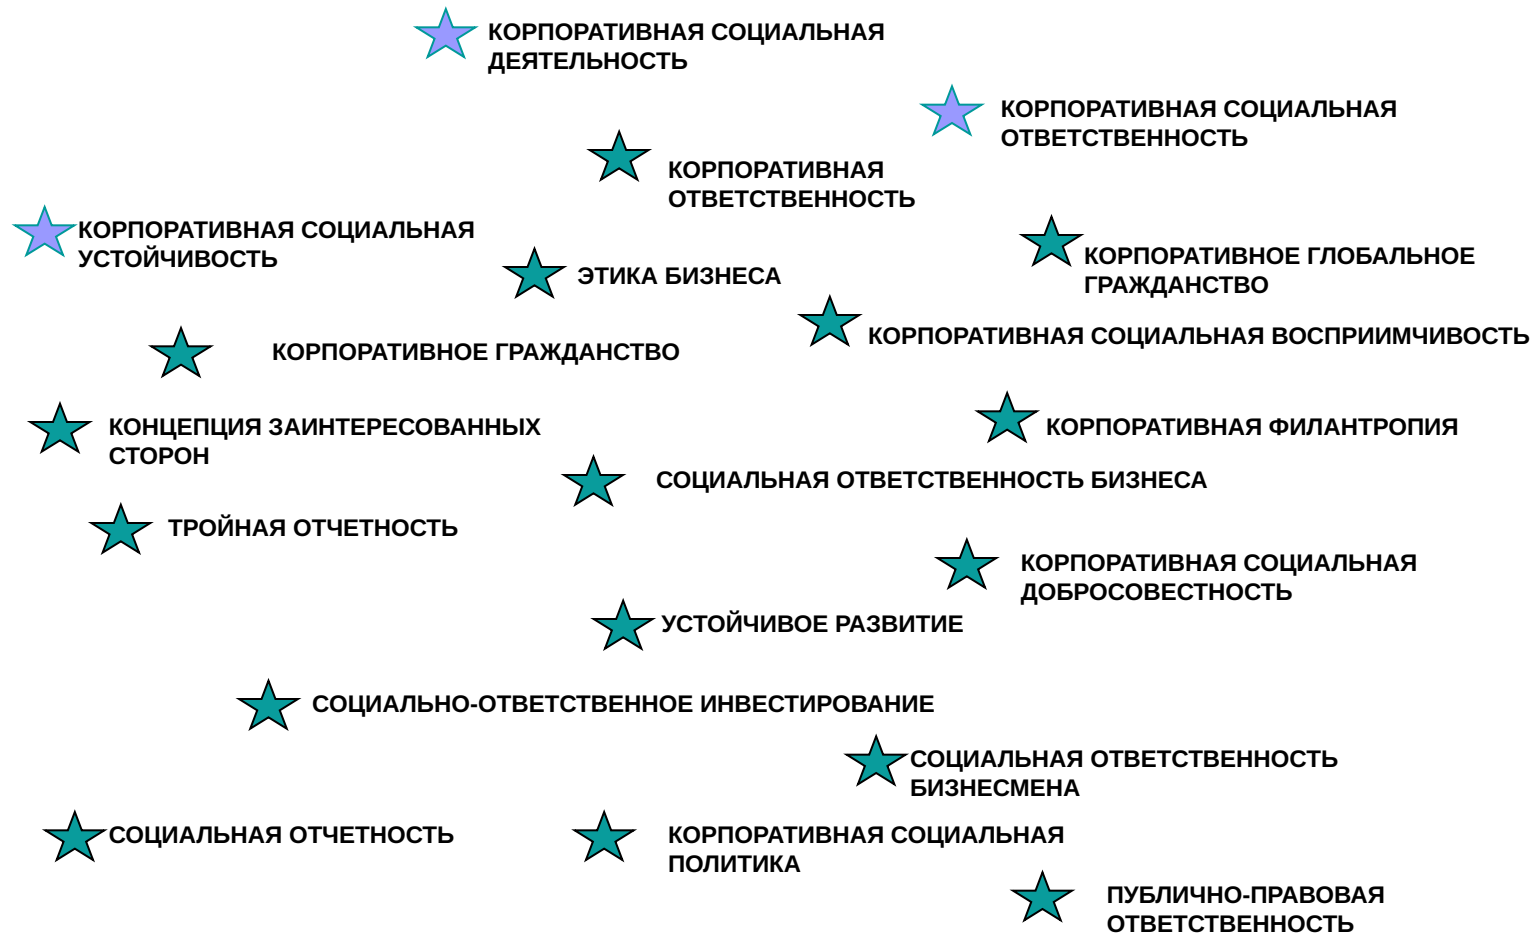 КОРПОРАТИВНАЯ СОЦИАЛЬНАЯ
ДЕЯТЕЛЬНОСТЬ
КОРПОРАТИВНАЯ СОЦИАЛЬНАЯ
ОТВЕТСТВЕННОСТЬ
КОРПОРАТИВНАЯ
ОТВЕТСТВЕННОСТЬ
КОРПОРАТИВНАЯ СОЦИАЛЬНАЯ
УСТОЙЧИВОСТЬ
КОРПОРАТИВНОЕ ГЛОБАЛЬНОЕ
ГРАЖДАНСТВО
ЭТИКА БИЗНЕСА
КОРПОРАТИВНАЯ СОЦИАЛЬНАЯ ВОСПРИИМЧИВОСТЬ
КОРПОРАТИВНОЕ ГРАЖДАНСТВО
КОНЦЕПЦИЯ ЗАИНТЕРЕСОВАННЫХ
СТОРОН
КОРПОРАТИВНАЯ ФИЛАНТРОПИЯ
СОЦИАЛЬНАЯ ОТВЕТСТВЕННОСТЬ БИЗНЕСА
ТРОЙНАЯ ОТЧЕТНОСТЬ
КОРПОРАТИВНАЯ СОЦИАЛЬНАЯ
ДОБРОСОВЕСТНОСТЬ
УСТОЙЧИВОЕ РАЗВИТИЕ
СОЦИАЛЬНО-ОТВЕТСТВЕННОЕ ИНВЕСТИРОВАНИЕ
СОЦИАЛЬНАЯ ОТВЕТСТВЕННОСТЬ
БИЗНЕСМЕНА
СОЦИАЛЬНАЯ ОТЧЕТНОСТЬ
КОРПОРАТИВНАЯ СОЦИАЛЬНАЯ
ПОЛИТИКА
ПУБЛИЧНО-ПРАВОВАЯ
ОТВЕТСТВЕННОСТЬ